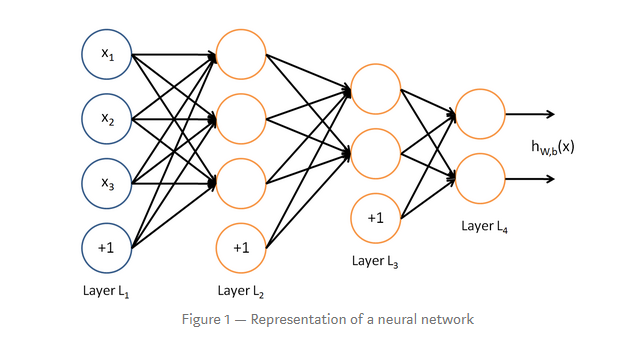 x₁
x₂
x₃
+1
Layer L₁
+1
Layer L₂
+1
Layer L₃
Layer L₄
hW,b(x)
Figure 1 — Representation of a neural network